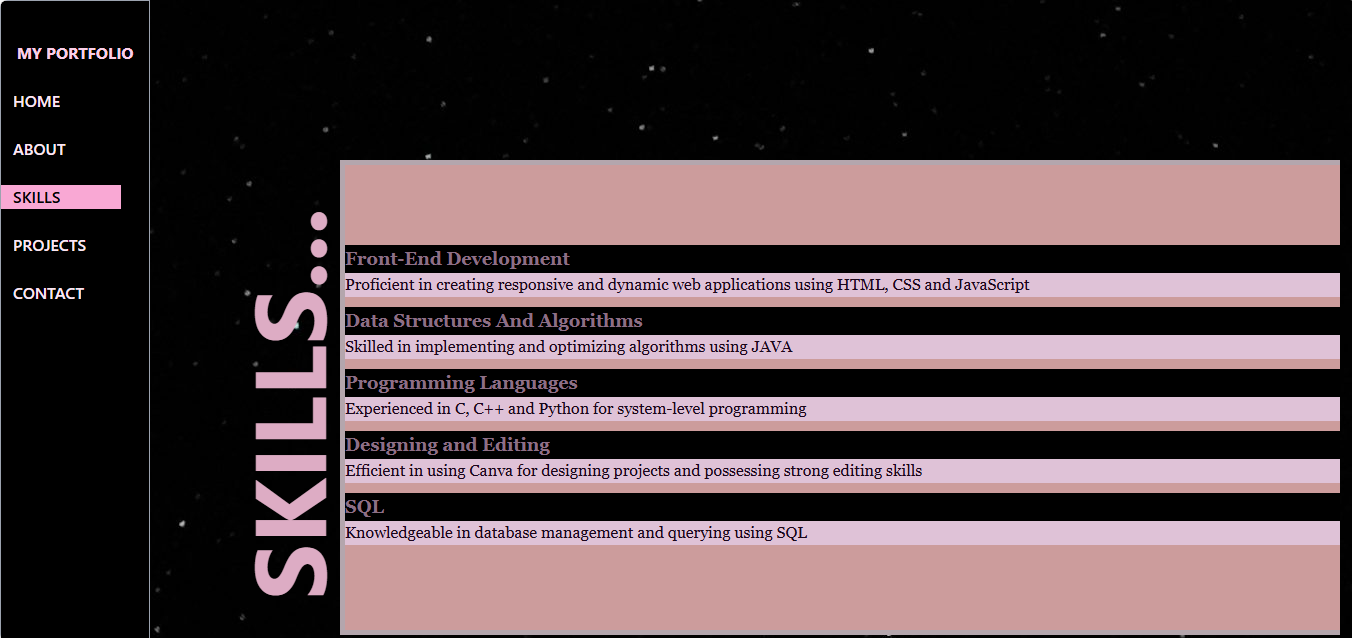 MY PORTFOLIO
HOME
ABOUT
SKILLS
PROJECTS
CONTACT
SKILLS...
Front-End Development
Proficient in creating responsive and dynamic web applications using HTML, CSS and JavaScript
Data Structures And Algorithms
Skilled in implementing and optimizing algorithms using JAVA
Programming Languages
Experienced in C, C++ and Python for system-level programming
Designing and Editing
Efficient in using Canva for designing projects and possessing strong editing skills
SQL
Knowledgeable in database management and querying using SQL